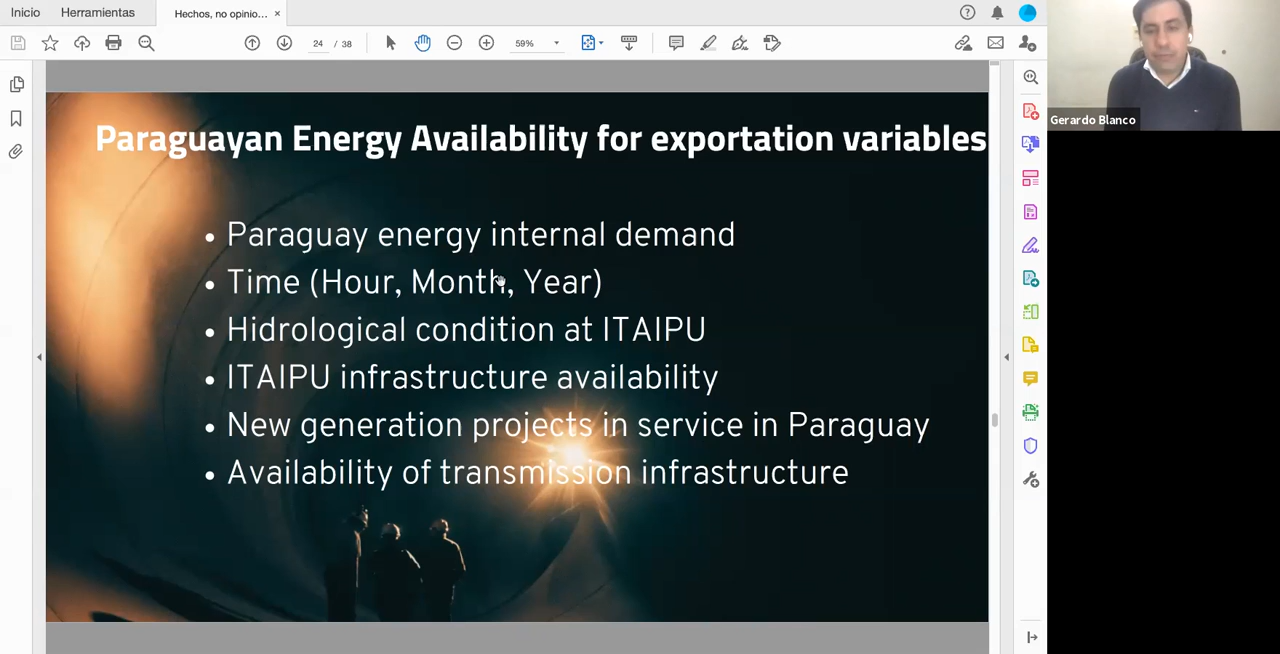 Inicio
Herramientas
Hechos, no opinio... ×
24 / 38
59%
Gerardo Blanco
Paraguayan Energy Availability for exportation variables
• Paraguay energy internal demand
• Time (Hour, Month, Year)
• Hidrological condition at ITAIPU
• ITAIPU infrastructure availability
• New generation projects in service in Paraguay
• Availability of transmission infrastructure